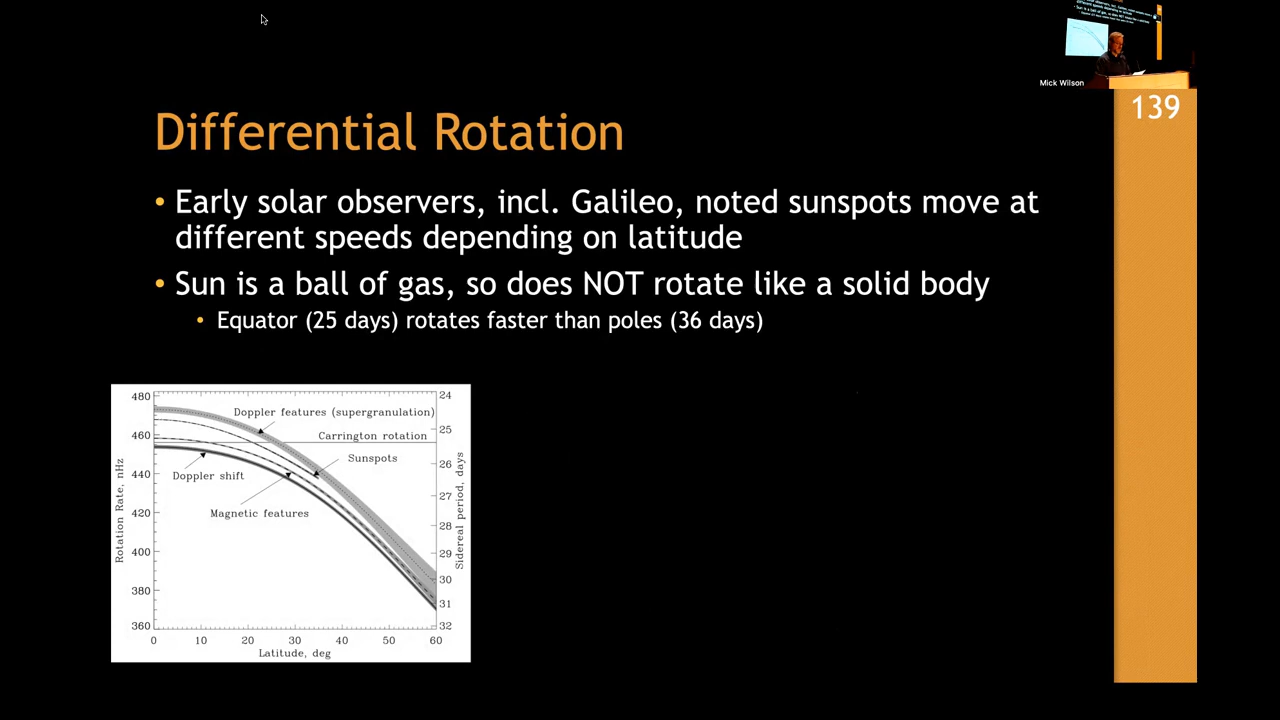 Mick Wilson
139
Differential Rotation
• Early solar observers, incl. Galileo, noted sunspots move at
different speeds depending on latitude
• Sun is a ball of gas, so does NOT rotate like a solid body
• Equator (25 days) rotates faster than poles (36 days)
480
460
440
420
400
380
360
Rotation Rate, nHz
Doppler features (supergranulation)
Carrington rotation
Sunspots
Doppler shift
Magnetic features
24
25
26
27
28
29
30
31
32
Sidereal period, days
0 10 20 30 40 50 60
Latitude, deg